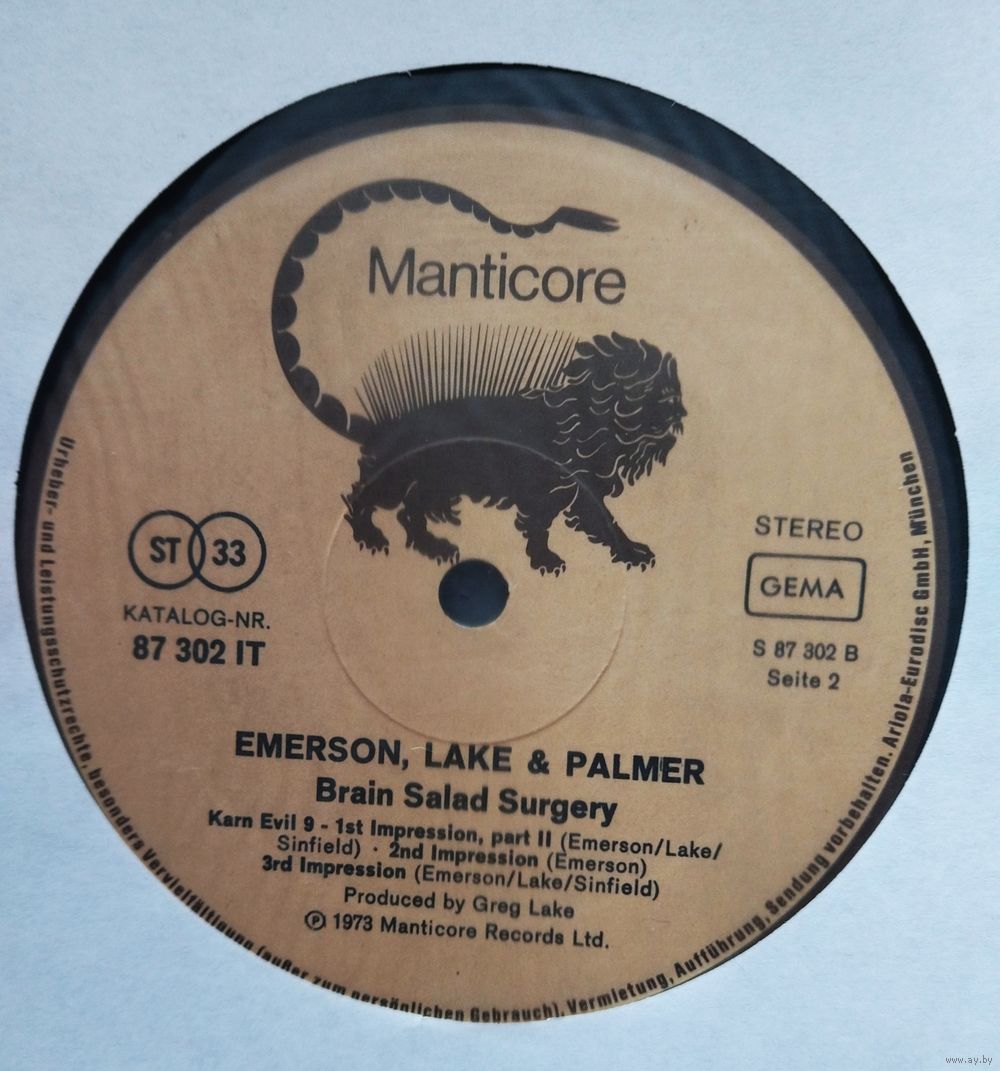 Manticore
ST 33
KATALOG-NR.
87 302 IT
STEREO
GEMA
S 87 302 B
Seite 2
EMERSON, LAKE & PALMER
Brain Salad Surgery
Karn Evil 9 - 1st Impression, part II (Emerson/Lake/
Sinfield) · 2nd Impression (Emerson)
3rd Impression (Emerson/Lake/Sinfield)
Produced by Greg Lake
℗ 1973 Manticore Records Ltd.
Urheber- und Leistungsschutzrechte, besonders Vervielfältigung (außer zum persönlichen Gebrauch), Vermietung, Aufführung, Sendung vorbehalten. Ariola-Eurodisc GmbH, München
www.ay.by